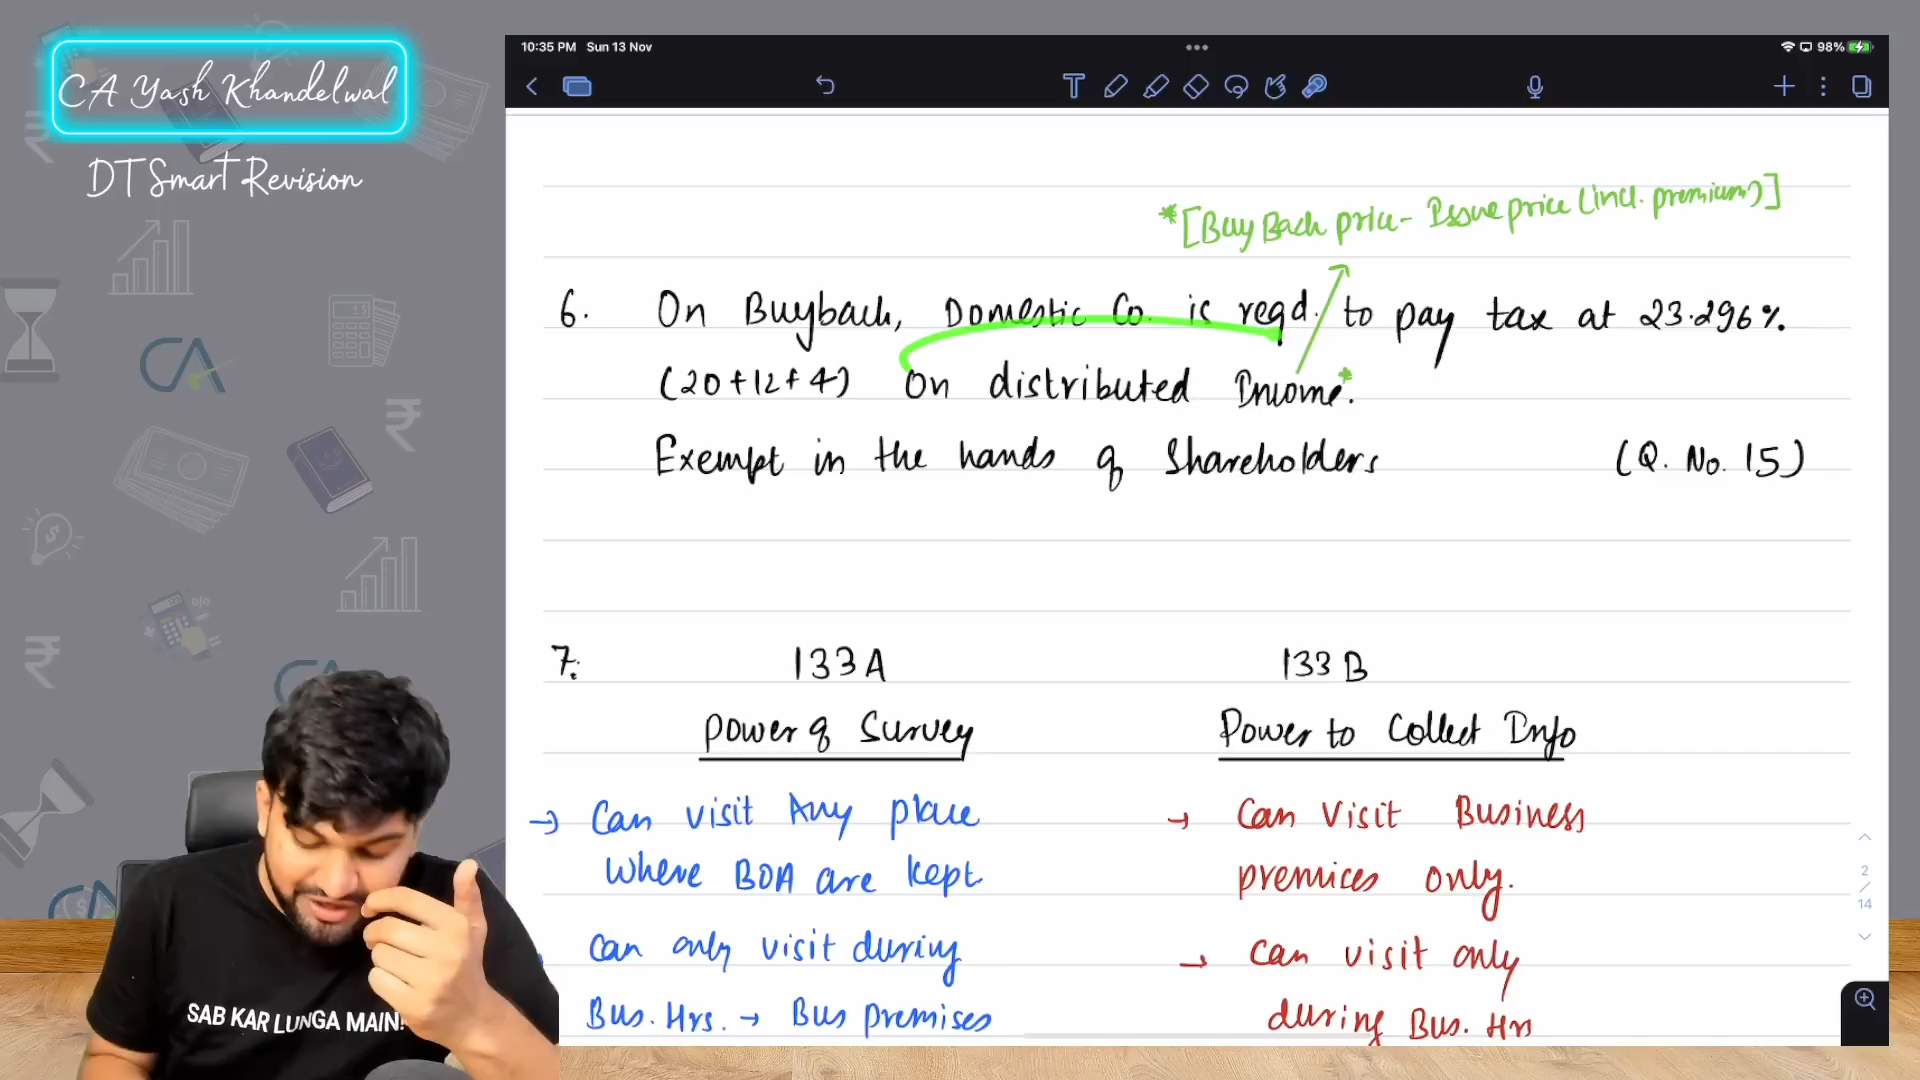 CA Yash Khandelwal
DT Smart Revision
10:35 PM Sun 13 Nov
98%
*[Buy Back price - Issue price (incl. premium)]
6. On Buyback, Domestic Co. is reqd. to pay tax at 23.296%
(20+12+4) On distributed Income*.
Exempt in the hands of Shareholders (Q. No. 15)
7. 133A 133B
Power of Survey Power to Collect Info
→ Can visit Any place → Can Visit Business
where BOA are kept premices only.
Can only visit during → Can visit only
Bus. Hrs. → Bus premises during Bus. Hrs
2
14
SAB KAR LUNGA MAIN!
CA